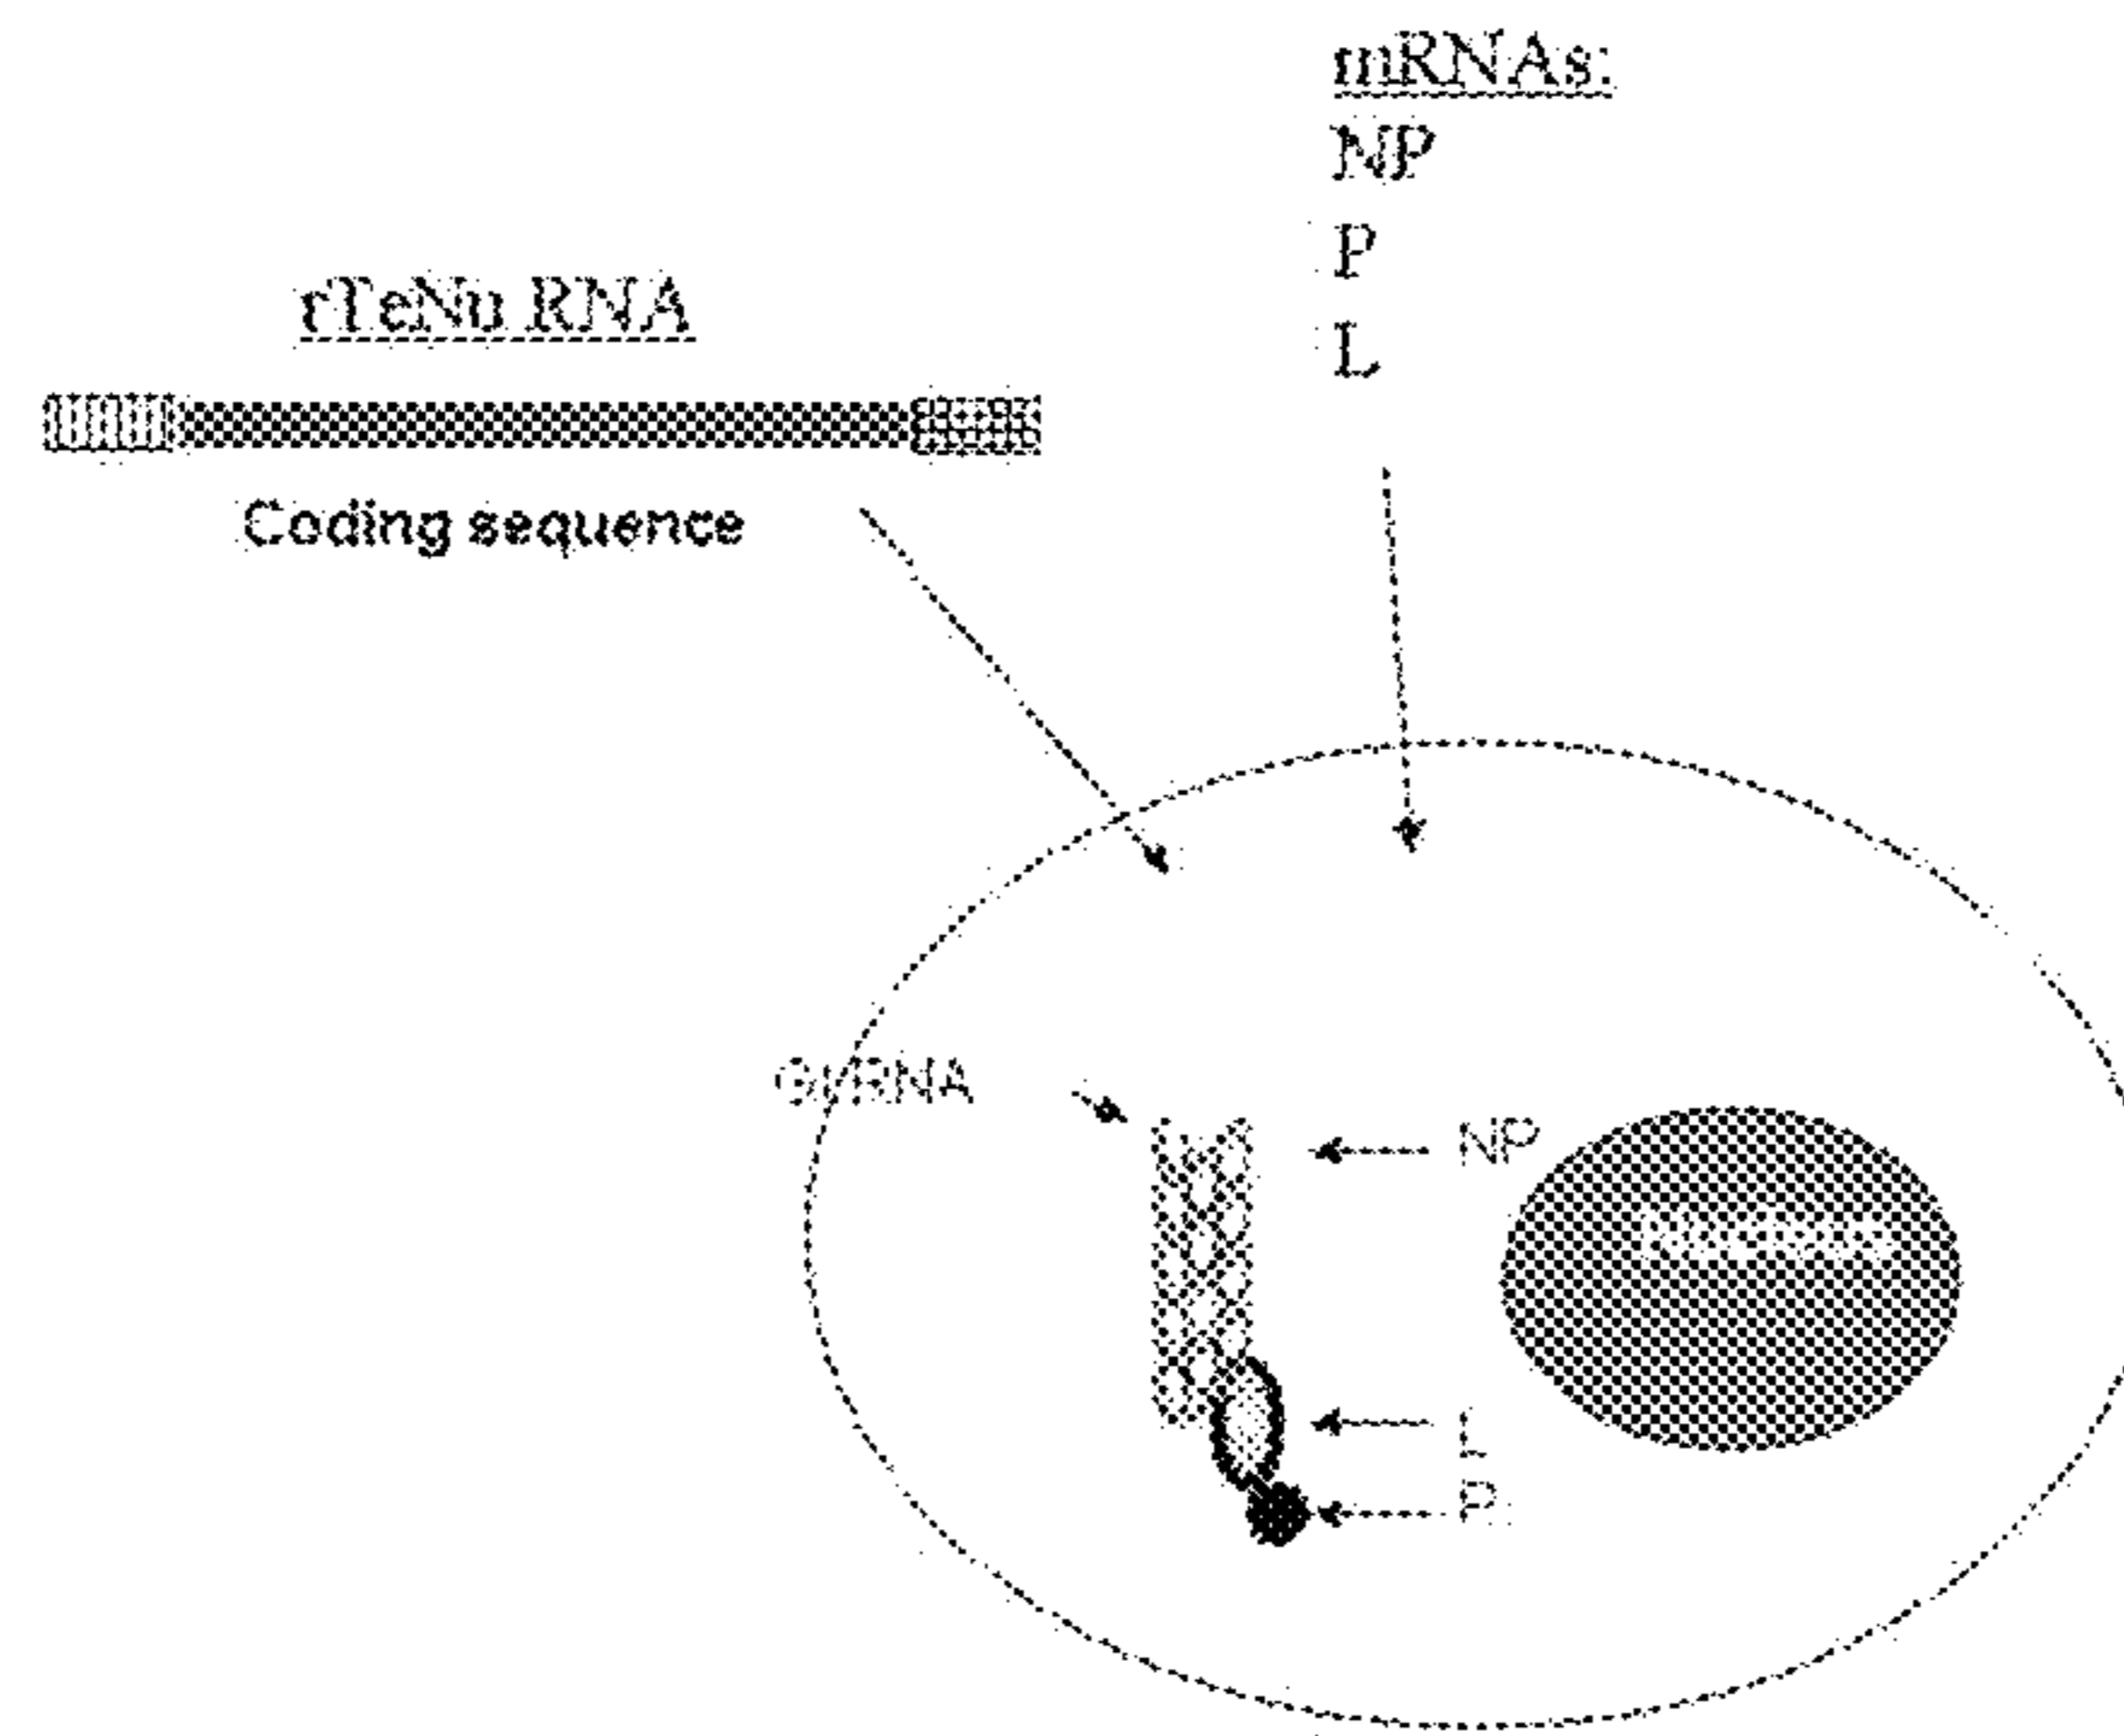 mRNAs:
NP
P
L
rTeNu RNA
Coding sequence
NP
L
P